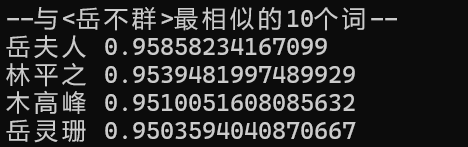 --与<岳不群>最相似的10个词--
岳夫人 0.95858234167099
林平之 0.9539481997489929
木高峰 0.9510051608085632
岳灵珊 0.9503594040870667